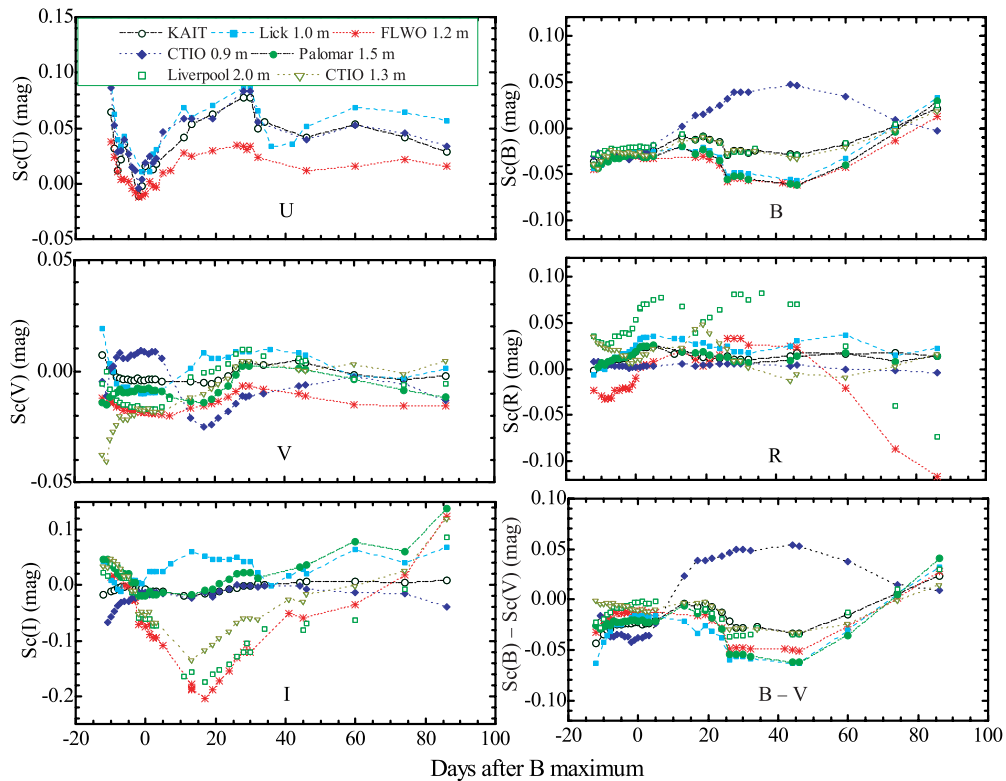 KAIT Lick 1.0 m FLWO 1.2 m
CTIO 0.9 m Palomar 1.5 m
Liverpool 2.0 m CTIO 1.3 m
0.15
0.10
0.05
0.00
-0.05
Sc(U) (mag)
U
0.10
0.05
-0.00
-0.05
-0.10
Sc(B) (mag)
B
0.05
0.00
-0.05
Sc(V) (mag)
V
0.10
0.05
0.00
-0.05
-0.10
Sc(R) (mag)
R
0.1
0.0
-0.1
-0.2
Sc(I) (mag)
I
-20 0 20 40 60 80 100
0.10
0.05
-0.00
-0.05
-0.10
Sc(B) – Sc(V) (mag)
B – V
-20 0 20 40 60 80 100
Days after B maximum